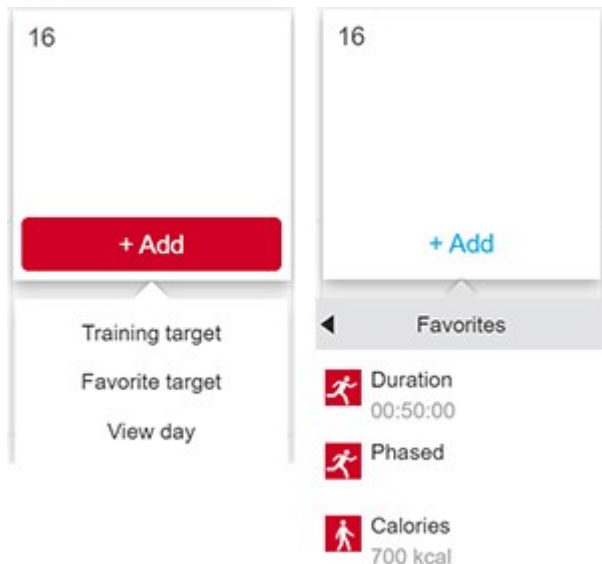 16
+ Add
Training target
Favorite target
View day
16
+ Add
Favorites
Duration
00:50:00
Phased
Calories
700 kcal